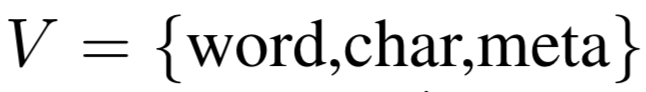 V = {word,char,meta}